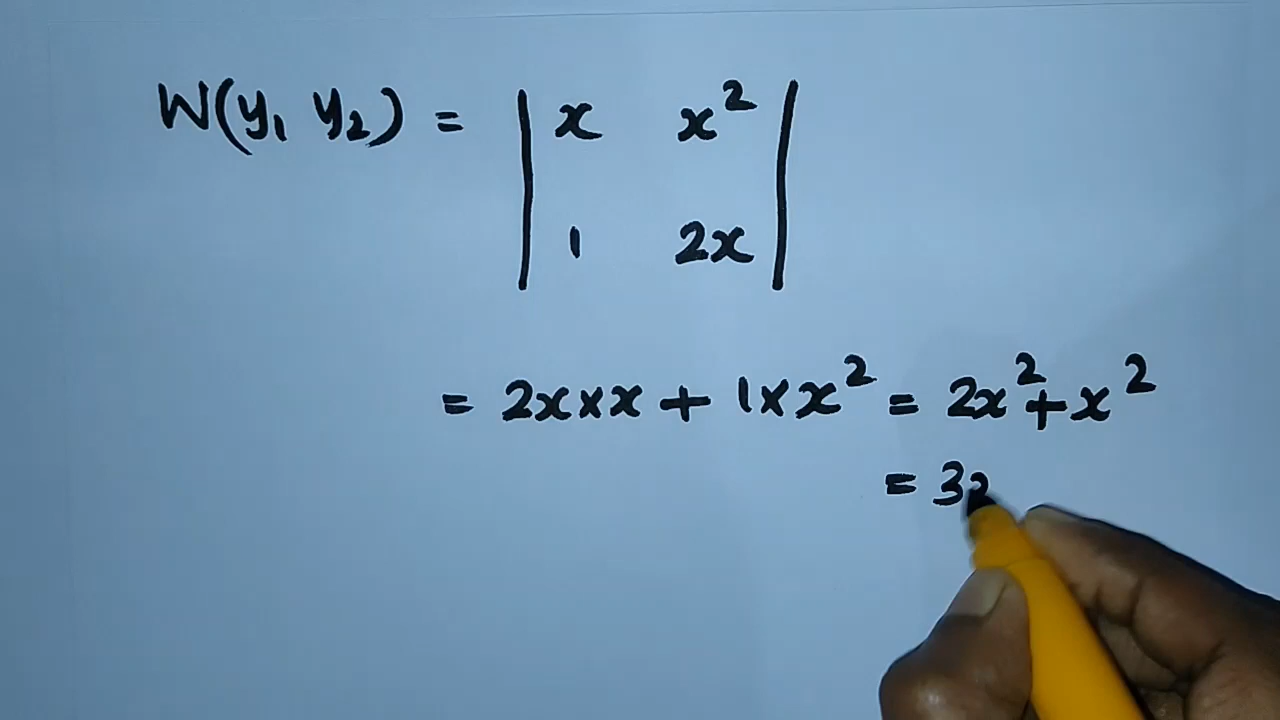 W(y₁ y₂) = | x x² |
| 1 2x |
= 2x×x + 1×x² = 2x²+x²
= 3